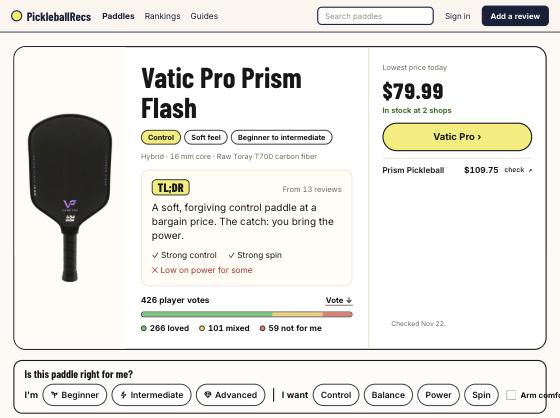 PickleballRecs Paddles Rankings Guides Search paddles Sign in Add a review
Vatic Pro Prism
Flash
Control Soft feel Beginner to intermediate
Hybrid · 16 mm core · Raw Toray T700 carbon fiber
TL;DR From 13 reviews
A soft, forgiving control paddle at a
bargain price. The catch: you bring the
power.
✓ Strong control ✓ Strong spin
✕ Low on power for some
426 player votes Vote ↓
266 loved 101 mixed 59 not for me
Lowest price today
$79.99
In stock at 2 shops
Vatic Pro ›
Prism Pickleball $109.75 check ↗
Checked Nov 22.
Is this paddle right for me?
I'm Beginner Intermediate Advanced I want Control Balance Power Spin Arm